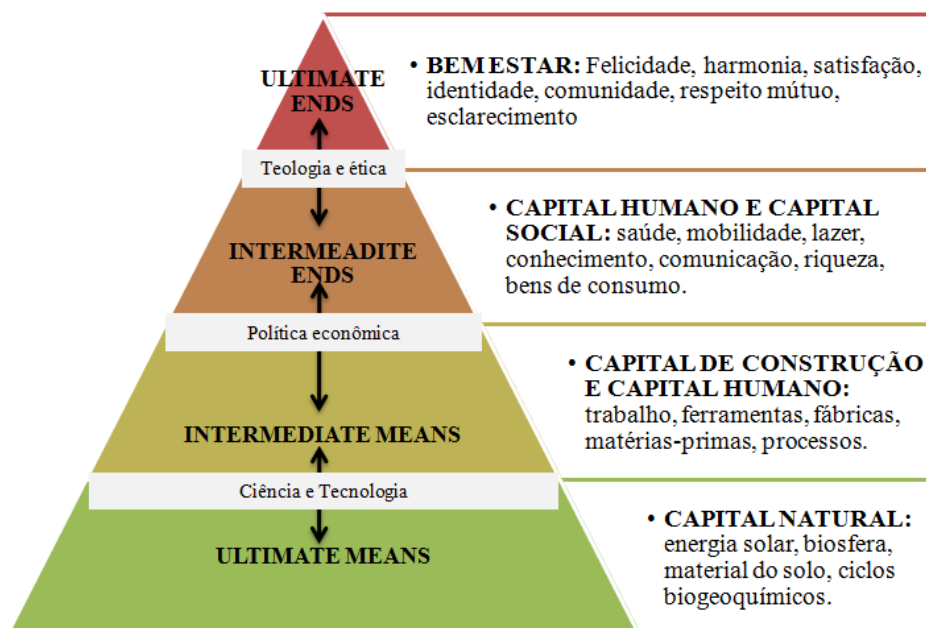 ULTIMATE
ENDS
• BEM ESTAR: Felicidade, harmonia, satisfação,
identidade, comunidade, respeito mútuo,
esclarecimento
Teologia e ética
INTERMEADITE
ENDS
• CAPITAL HUMANO E CAPITAL
SOCIAL: saúde, mobilidade, lazer,
conhecimento, comunicação, riqueza,
bens de consumo.
Política econômica
INTERMEDIATE MEANS
• CAPITAL DE CONSTRUÇÃO
E CAPITAL HUMANO:
trabalho, ferramentas, fábricas,
matérias-primas, processos.
Ciência e Tecnologia
ULTIMATE MEANS
• CAPITAL NATURAL:
energia solar, biosfera,
material do solo, ciclos
biogeoquímicos.